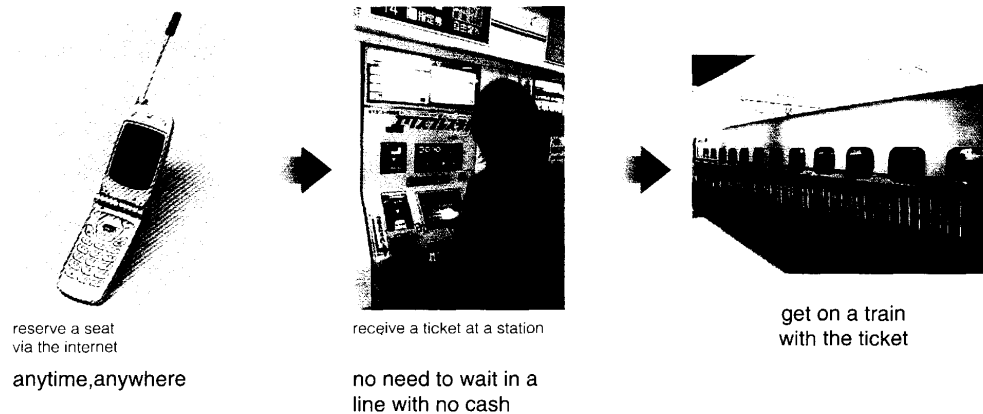 reserve a seat
via the internet
anytime,anywhere
receive a ticket at a station
no need to wait in a
line with no cash
get on a train
with the ticket